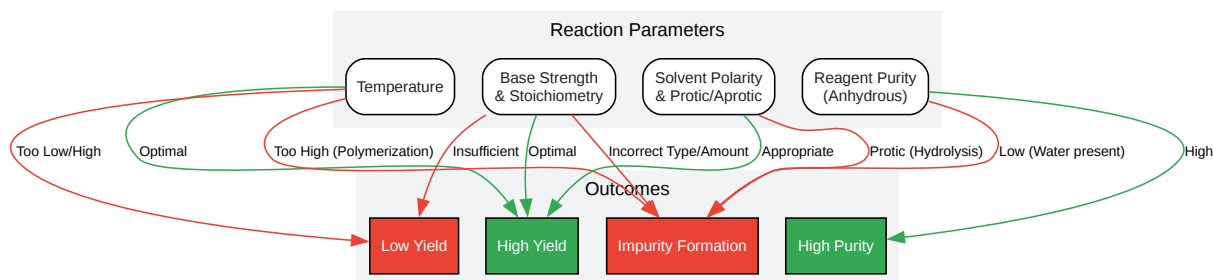 Reaction Parameters
Temperature
Base Strength
& Stoichiometry
Solvent Polarity
& Protic/Aprotic
Reagent Purity
(Anhydrous)
Too Low/High
Optimal
Too High (Polymerization)
Insufficient
Optimal
Incorrect Type/Amount
Appropriate
Protic (Hydrolysis)
Low (Water present)
High
Outcomes
Low Yield
High Yield
Impurity Formation
High Purity